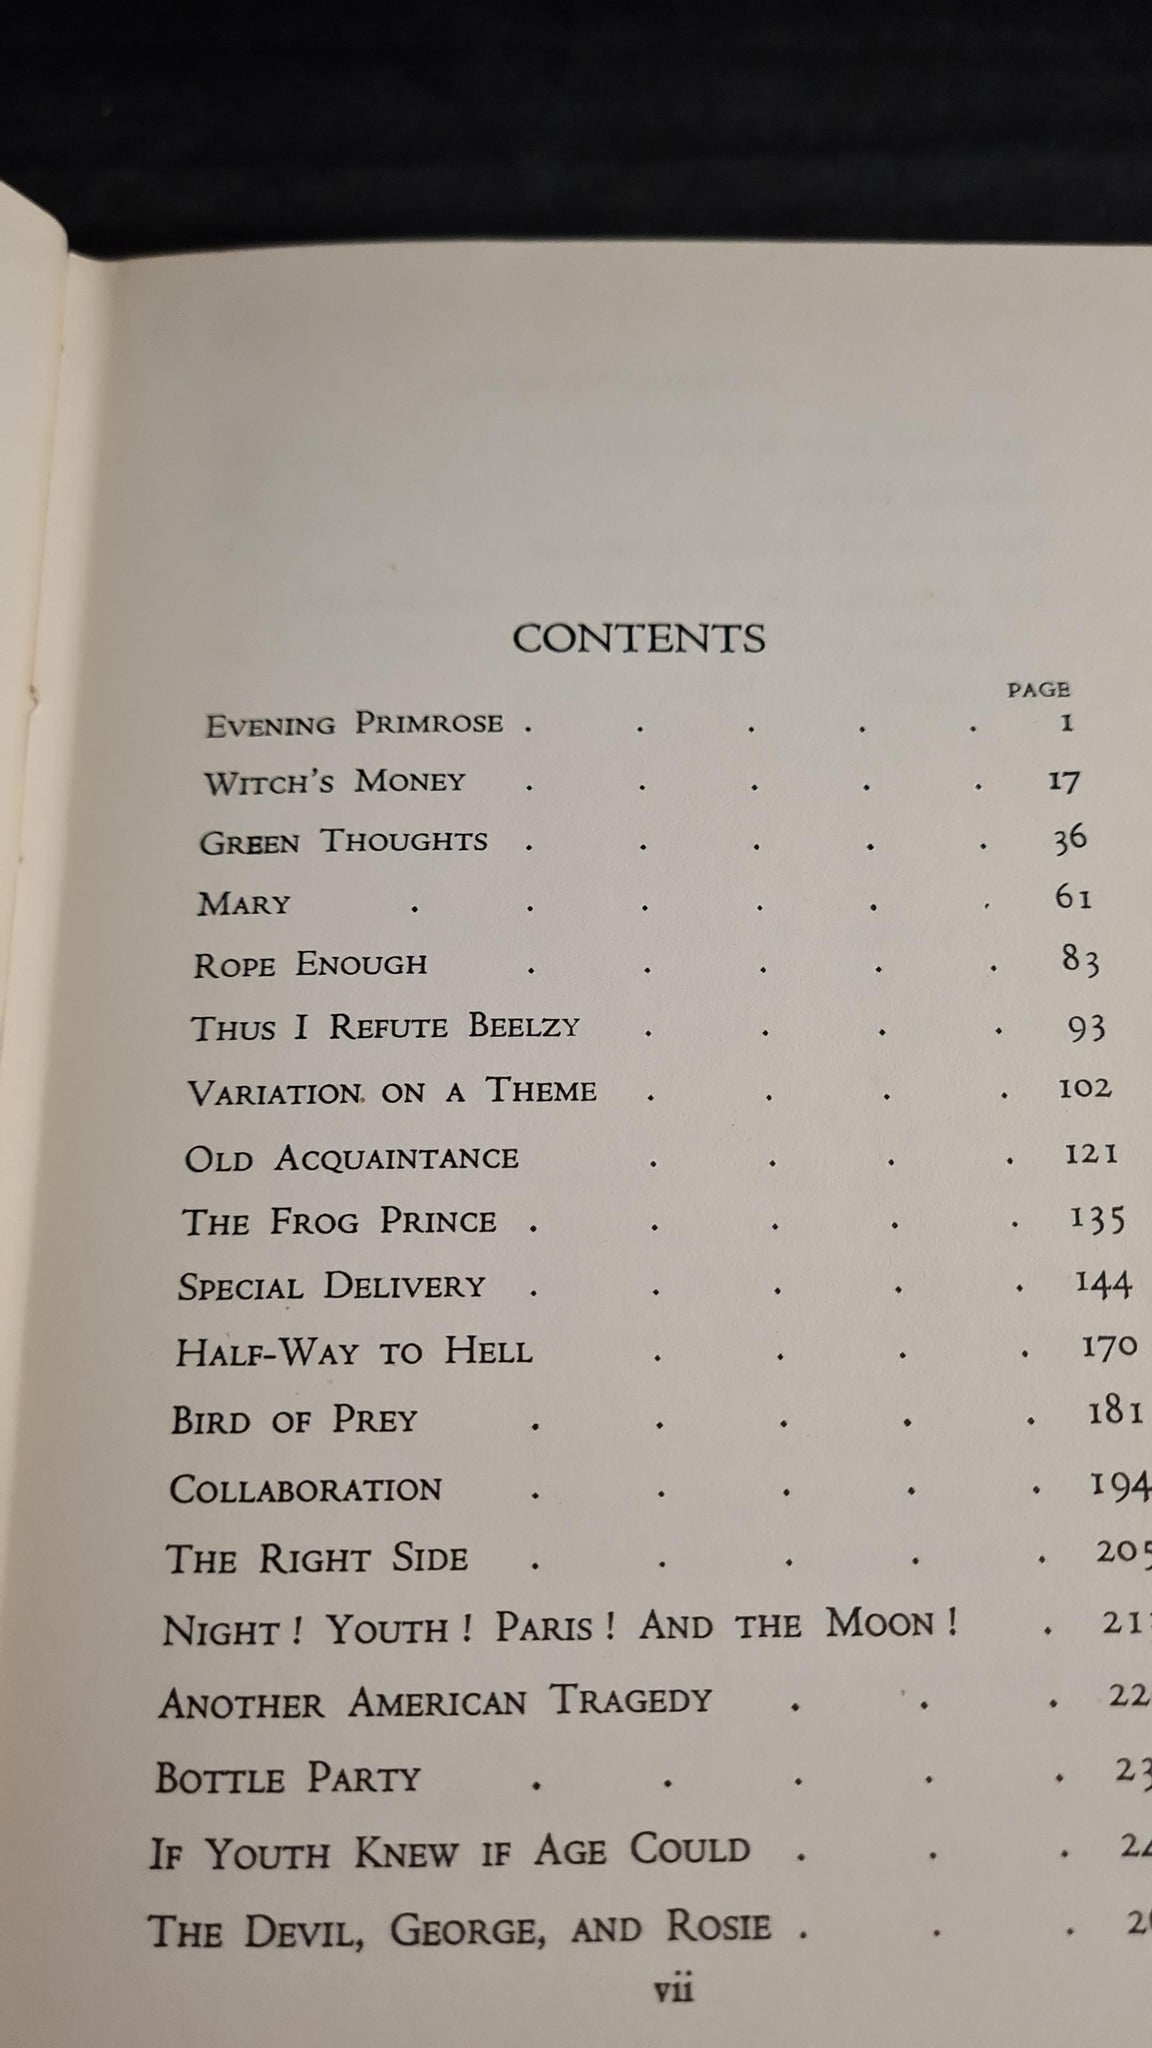 CONTENTS
PAGE
EVENING PRIMROSE . . . . . 1
WITCH'S MONEY . . . . . 17
GREEN THOUGHTS . . . . . 36
MARY . . . . . . 61
ROPE ENOUGH . . . . . 83
THUS I REFUTE BEELZY . . . . 93
VARIATION ON A THEME . . . . 102
OLD ACQUAINTANCE . . . . 121
THE FROG PRINCE . . . . . 135
SPECIAL DELIVERY . . . . . 144
HALF-WAY TO HELL . . . . 170
BIRD OF PREY . . . . . 181
COLLABORATION . . . . . 194
THE RIGHT SIDE . . . . . 205
NIGHT ! YOUTH ! PARIS ! AND THE MOON ! .
ANOTHER AMERICAN TRAGEDY . . .
BOTTLE PARTY . . . . .
IF YOUTH KNEW IF AGE COULD . . .
THE DEVIL, GEORGE, AND ROSIE . . .
vii